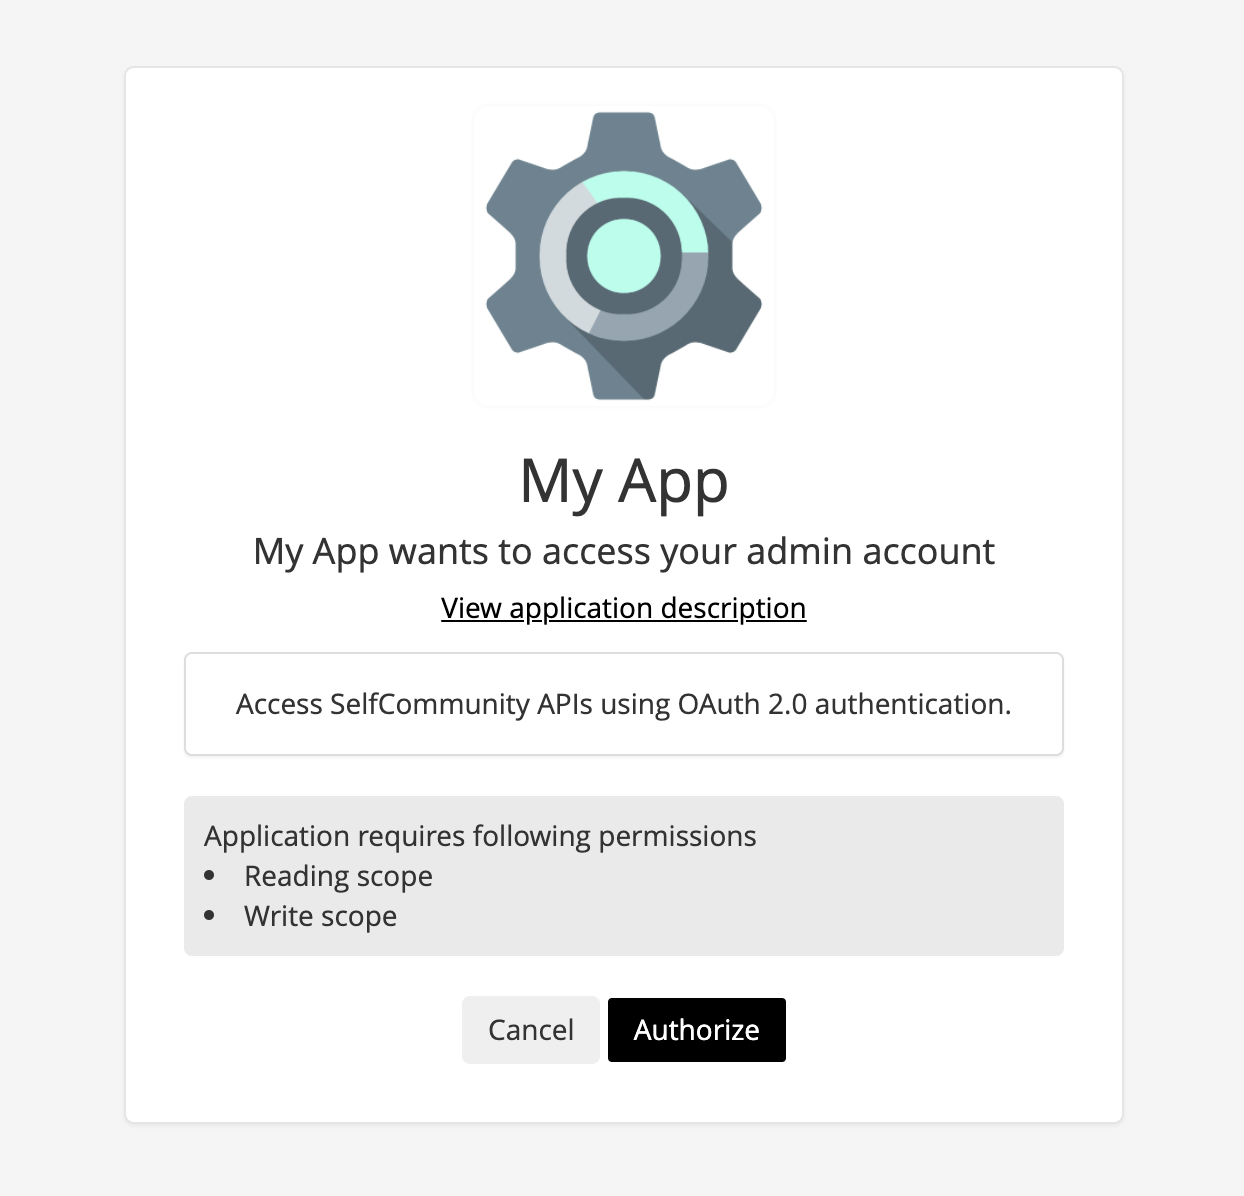 My App
My App wants to access your admin account
View application description
Access SelfCommunity APIs using OAuth 2.0 authentication.
Application requires following permissions
• Reading scope
• Write scope
Cancel Authorize